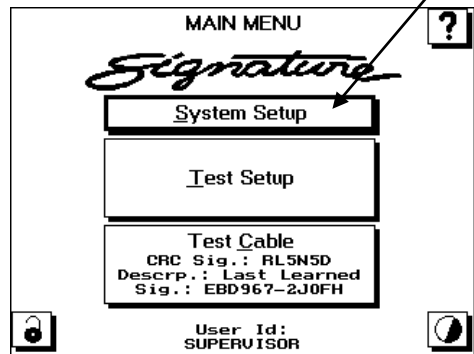 MAIN MENU
?
Signature
System Setup
Test Setup
Test Cable
CRC Sig.: RL5N5D
Descrp.: Last Learned
Sig.: EBD967-2J0FH
User Id:
SUPERVISOR